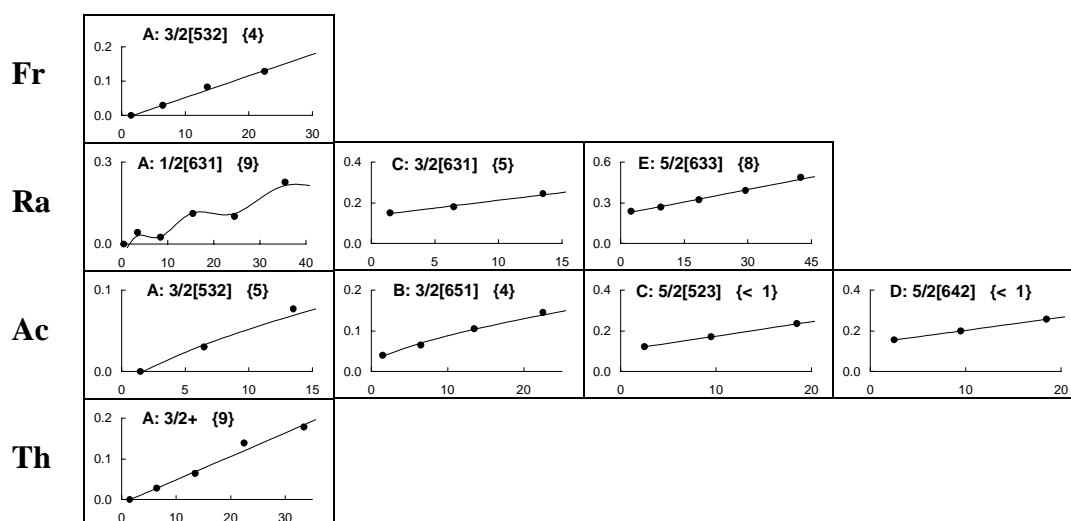 Fr
A: 3/2[532] {4}
0.2
0.1
0.0
0 10 20 30
Ra
A: 1/2[631] {9}
0.3
0.0
0 10 20 30 40
C: 3/2[631] {5}
0.4
0.2
0.0
0 5 10 15
E: 5/2[633] {8}
0.6
0.3
0.0
0 15 30 45
Ac
A: 3/2[532] {5}
0.1
0.0
0 5 10 15
B: 3/2[651] {4}
0.2
0.1
0.0
0 10 20
C: 5/2[523] {< 1}
0.4
0.2
0.0
0 10 20
D: 5/2[642] {< 1}
0.4
0.2
0.0
0 10 20
Th
A: 3/2+ {9}
0.2
0.1
0.0
0 10 20 30